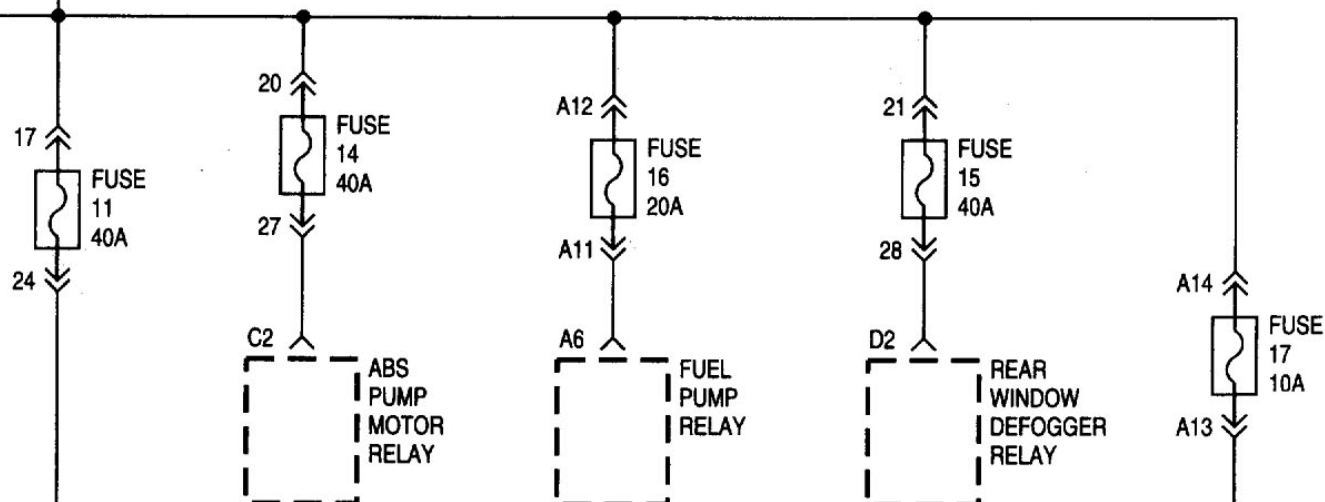 17
FUSE
11
40A
24
20
FUSE
14
40A
27
C2
ABS
PUMP
MOTOR
RELAY
A12
FUSE
16
20A
A11
A6
FUEL
PUMP
RELAY
21
FUSE
15
40A
28
D2
REAR
WINDOW
DEFOGGER
RELAY
A14
FUSE
17
10A
A13